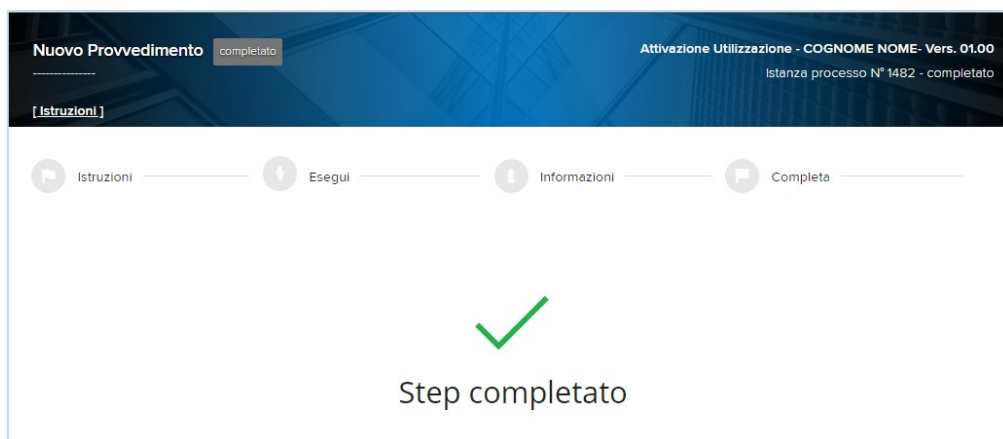 Nuovo Provvedimento completato
Attivazione Utilizzazione - COGNOME NOME- Vers. 01.00
---------------
Istanza processo N° 1482 - completato
[ Istruzioni ]
Istruzioni Esegui Informazioni Completa
Step completato